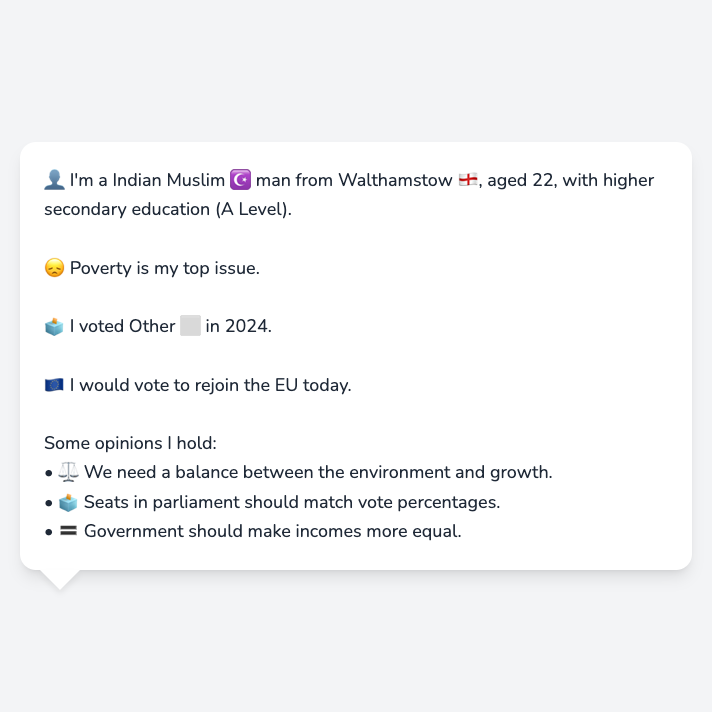 👤 I'm a Indian Muslim ☪️ man from Walthamstow 🏴󠁧󠁢󠁥󠁮󠁧󠁿, aged 22, with higher
secondary education (A Level).
😞 Poverty is my top issue.
🗳️ I voted Other ⬜ in 2024.
🇪🇺 I would vote to rejoin the EU today.
Some opinions I hold:
• ⚖️ We need a balance between the environment and growth.
• 🗳️ Seats in parliament should match vote percentages.
• 🟰 Government should make incomes more equal.